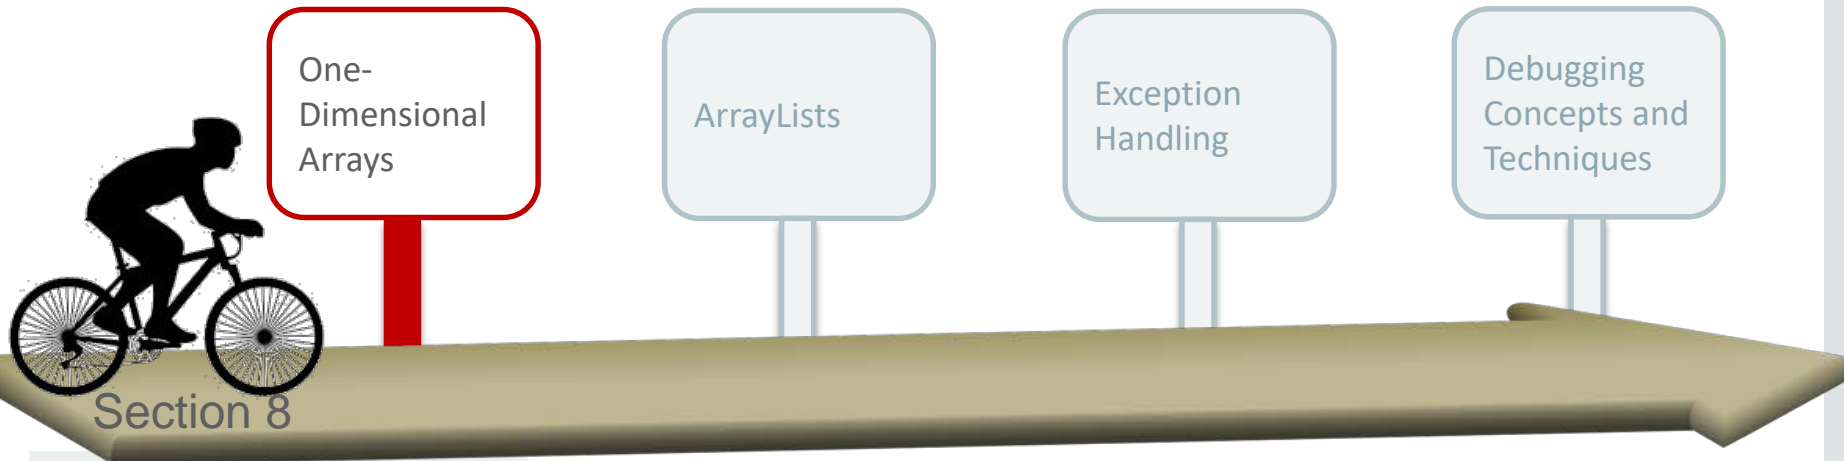 One-
Dimensional
Arrays
ArrayLists
Exception
Handling
Debugging
Concepts and
Techniques
Section 8